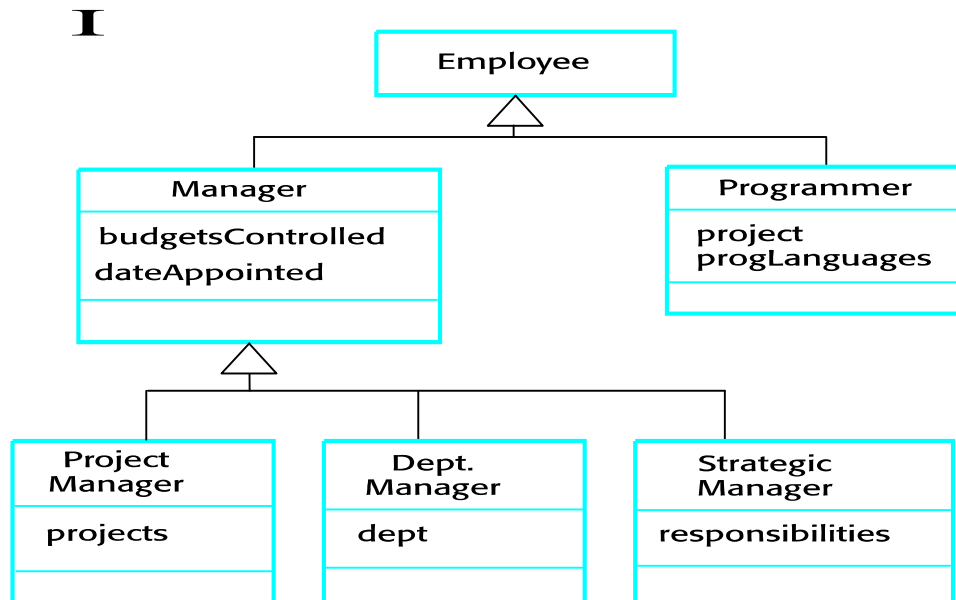 I
Employee
Manager
budgetsControlled
dateAppointed
Programmer
project
progLanguages
Project
Manager
projects
Dept.
Manager
dept
Strategic
Manager
responsibilities